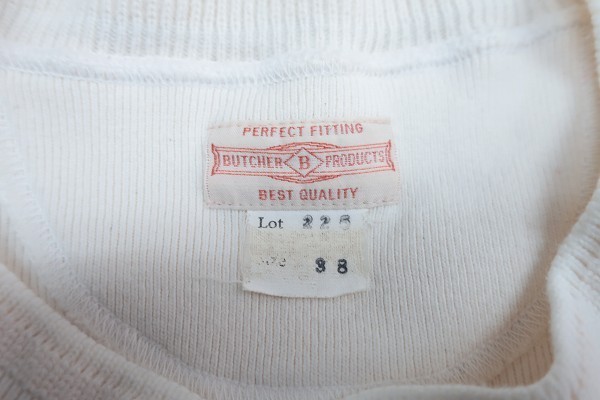 PERFECT FITTING
BUTCHER B PRODUCTS
BEST QUALITY
Lot 226
38